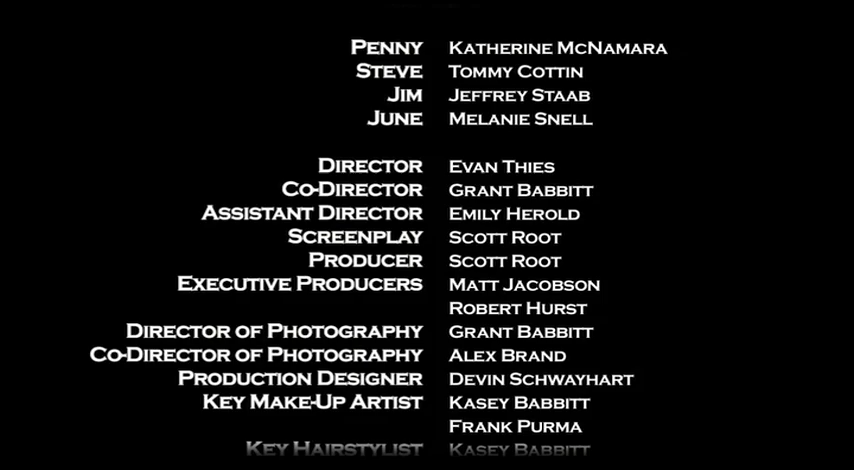 Penny Katherine McNamara
Steve Tommy Cottin
Jim Jeffrey Staab
June Melanie Snell
Director Evan Thies
Co-Director Grant Babbitt
Assistant Director Emily Herold
Screenplay Scott Root
Producer Scott Root
Executive Producers Matt Jacobson
Robert Hurst
Director of Photography Grant Babbitt
Co-Director of Photography Alex Brand
Production Designer Devin Schwayhart
Key Make-Up Artist Kasey Babbitt
Frank Purma
Key Hairstylist Kasey Babbitt